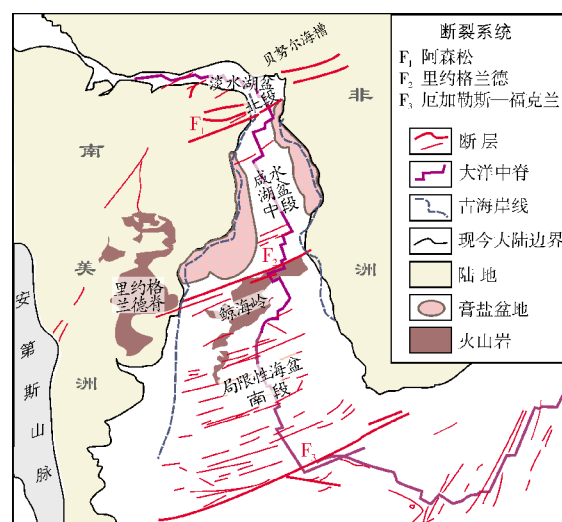 贝努尔海槽
淡水湖盆
北段
F₁
非
南
咸水
湖盆
中段
美
F₂
里约格
兰德脊
洲
鲸海岭
局限性海盆
南 段
洲
安第斯山脉
F₃
断裂系统
F₁ 阿森松
F₂ 里约格兰德
F₃ 厄加勒斯—福克兰
断 层
大洋中脊
古海岸线
现今大陆边界
陆 地
膏盐盆地
火山岩